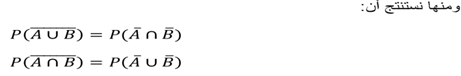 ومنها نستنتج أن:
P(A̅ ̅∪̅ ̅B̅) = P(A̅ ∩ B̅)
P(A̅ ̅∩̅ ̅B̅) = P(A̅ ∪ B̅)